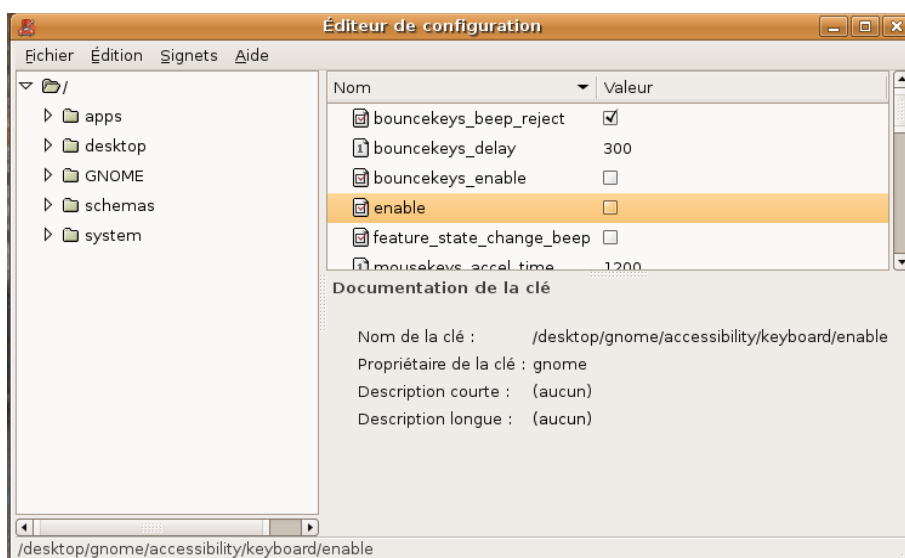 Éditeur de configuration
Fichier Édition Signets Aide
/
apps
desktop
GNOME
schemas
system
Nom Valeur
bouncekeys_beep_reject
bouncekeys_delay 300
bouncekeys_enable
enable
feature_state_change_beep
mousekeys_accel_time 1200
Documentation de la clé
Nom de la clé : /desktop/gnome/accessibility/keyboard/enable
Propriétaire de la clé : gnome
Description courte : (aucun)
Description longue : (aucun)
/desktop/gnome/accessibility/keyboard/enable